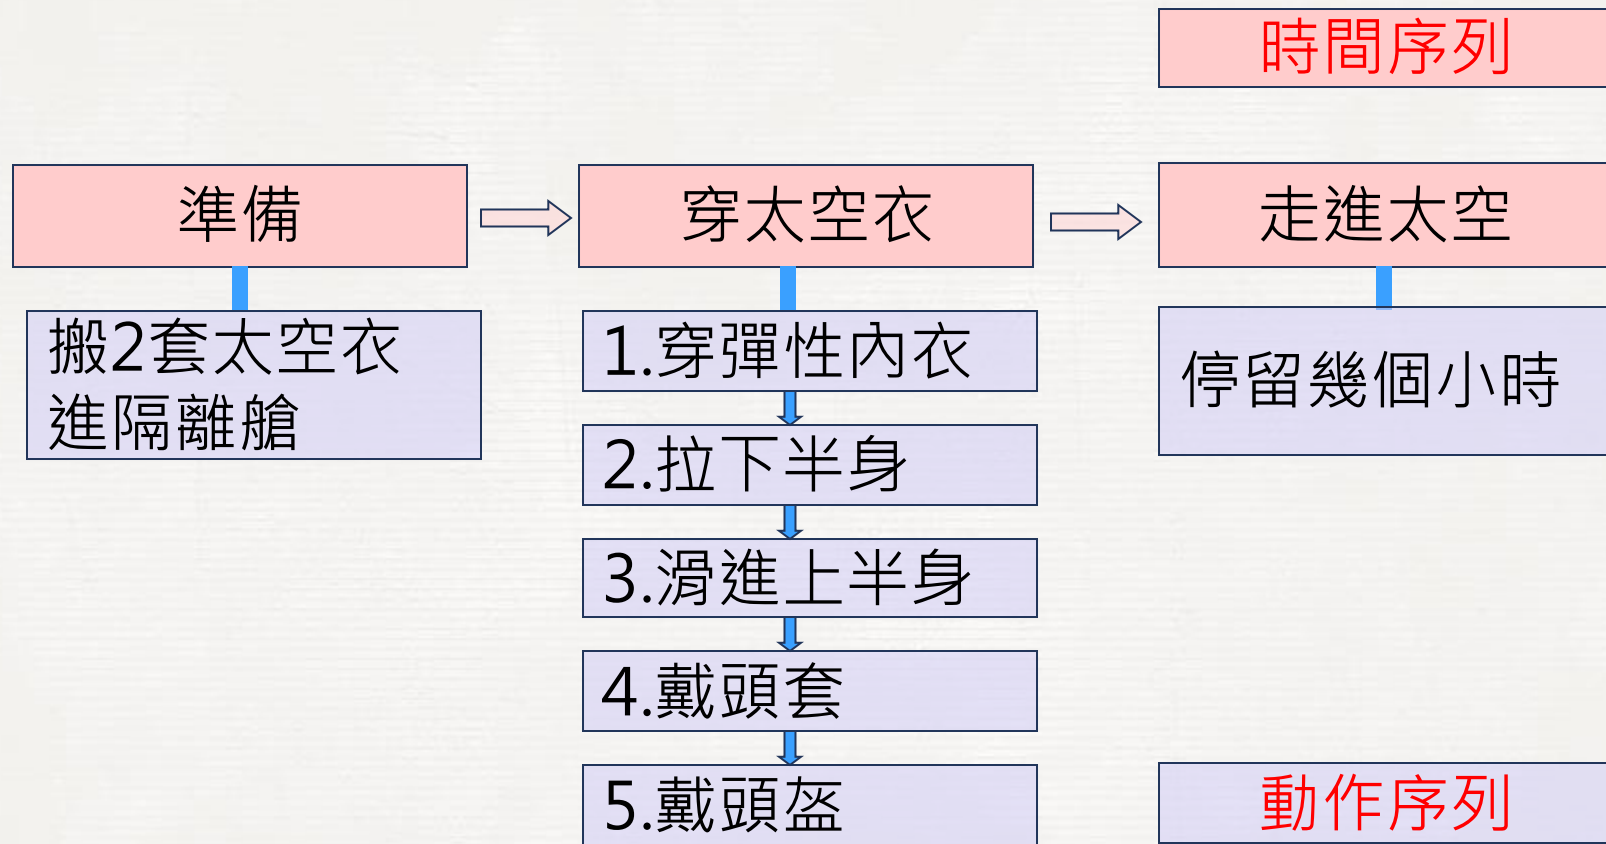 時間序列
準備
穿太空衣
走進太空
搬2套太空衣
進隔離艙
1.穿彈性內衣
2.拉下半身
3.滑進上半身
4.戴頭套
5.戴頭盔
停留幾個小時
動作序列